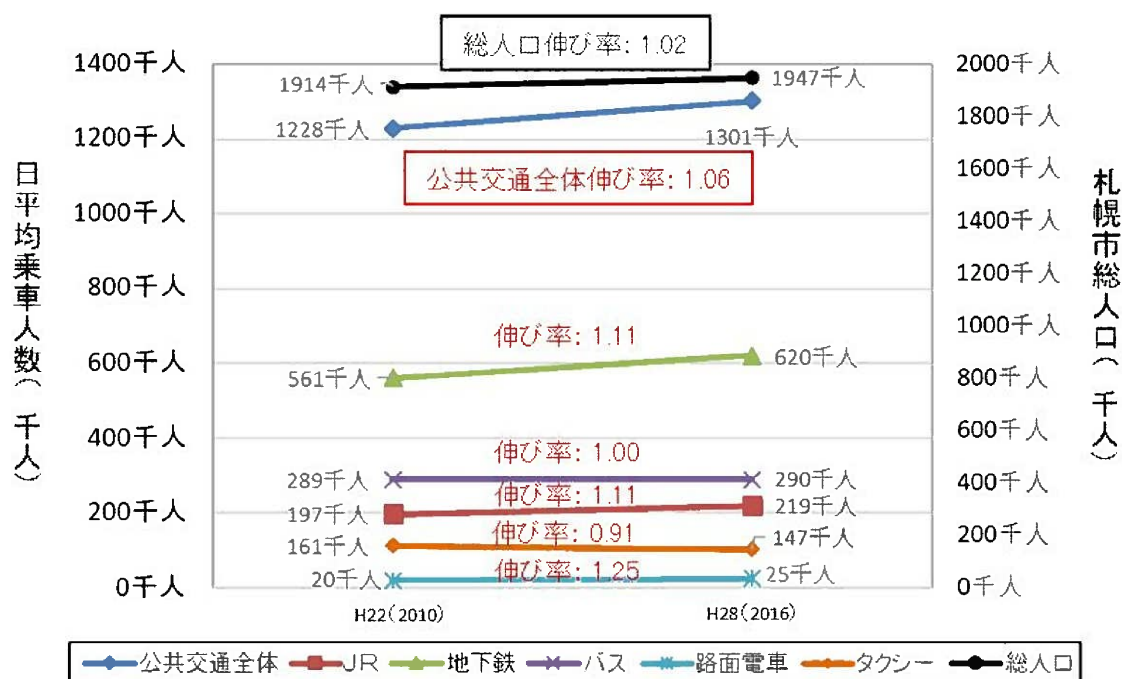 総人口伸び率: 1.02
1400千人
1200千人
1000千人
800千人
600千人
400千人
200千人
0千人
日平均乗車人数(千人)
2000千人
1800千人
1600千人
1400千人
1200千人
1000千人
800千人
600千人
400千人
200千人
0千人
札幌市総人口(千人)
1914千人
1947千人
1228千人
1301千人
公共交通全体伸び率: 1.06
伸び率: 1.11
561千人
620千人
伸び率: 1.00
289千人
290千人
伸び率: 1.11
197千人
219千人
伸び率: 0.91
161千人
147千人
伸び率: 1.25
20千人
25千人
H22(2010)
H28(2016)
公共交通全体 JR 地下鉄 バス 路面電車 タクシー 総人口